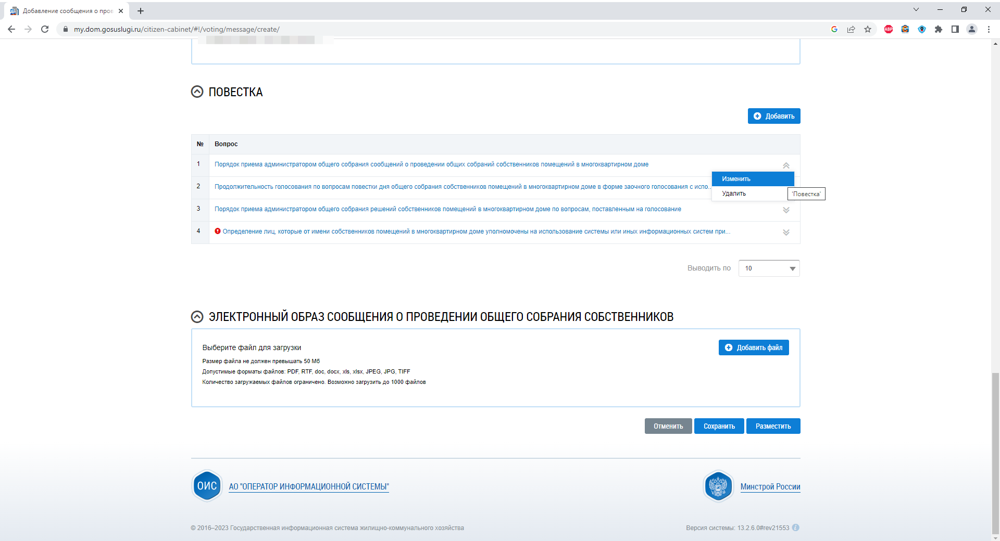 Добавление сообщения о пров
my.dom.gosuslugi.ru/citizen-cabinet/#!/voting/message/create/
ABP
ПОВЕСТКА
Добавить
№ Вопрос
1 Порядок приема администратором общего собрания сообщений о проведении общих собраний собственников помещений в многоквартирном доме
Изменить
2 Продолжительность голосования по вопросам повестки дня общего собрания собственников помещений в многоквартирном доме в форме заочного голосования с испо...
Удалить
'Повестка'
3 Порядок приема администратором общего собрания решений собственников помещений в многоквартирном доме по вопросам, поставленным на голосование
4 Определение лиц, которые от имени собственников помещений в многоквартирном доме уполномочены на использование системы или иных информационных систем при...
Выводить по 10
ЭЛЕКТРОННЫЙ ОБРАЗ СООБЩЕНИЯ О ПРОВЕДЕНИИ ОБЩЕГО СОБРАНИЯ СОБСТВЕННИКОВ
Выберите файл для загрузки
Добавить файл
Размер файла не должен превышать 50 Мб
Допустимые форматы файлов: PDF, RTF, doc, docx, xls, xlsx, JPEG, JPG, TIFF
Количество загружаемых файлов ограничено. Возможно загрузить до 1000 файлов
Отменить Сохранить Разместить
ОИС АО "ОПЕРАТОР ИНФОРМАЦИОННОЙ СИСТЕМЫ"
Минстрой России
© 2016–2023 Государственная информационная система жилищно-коммунального хозяйства
Версия системы: 13.2.6.0#rev21553